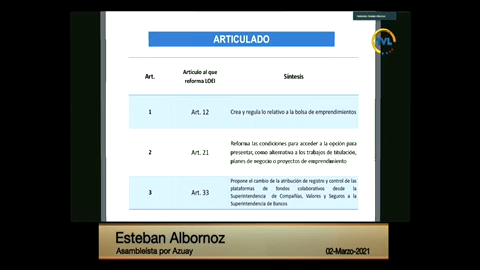 ARTICULADO
Art.
Artículo al que
reforma LOEI
Síntesis
1
Art. 12
Crea y regula lo relativo a la bolsa de emprendimientos
2
Art. 21
Reforma las condiciones para acceder a la opción para
presentar, como alternativa a los trabajos de titulación,
planes de negocio o proyectos de emprendimiento
3
Art. 33
Propone el cambio de la atribución de registro y control de las
plataformas de fondos colaborativos desde la
Superintendencia de Compañías, Valores y Seguros a la
Superintendencia de Bancos
Esteban Albornoz
Asambleísta por Azuay
02-Marzo-2021